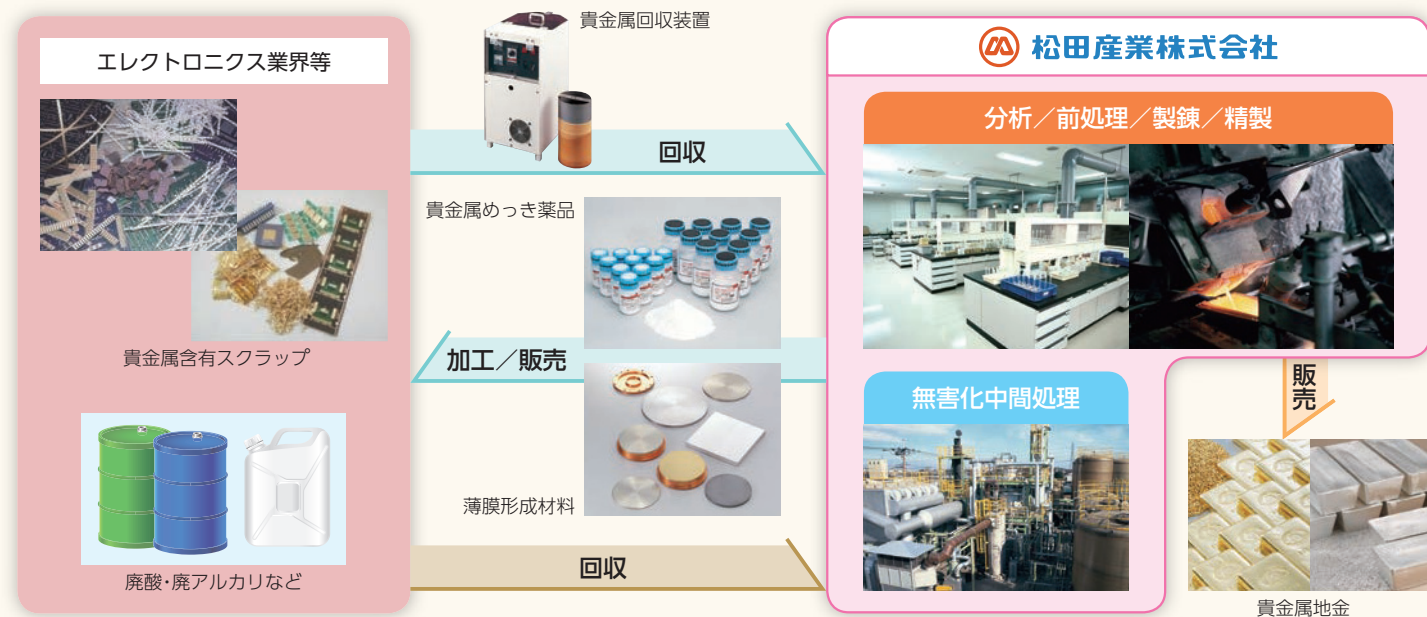 エレクトロニクス業界等
貴金属含有スクラップ
廃酸・廃アルカリなど
貴金属回収装置
回収
貴金属めっき薬品
加工／販売
薄膜形成材料
回収
松田産業株式会社
分析／前処理／製錬／精製
無害化中間処理
販売
貴金属地金